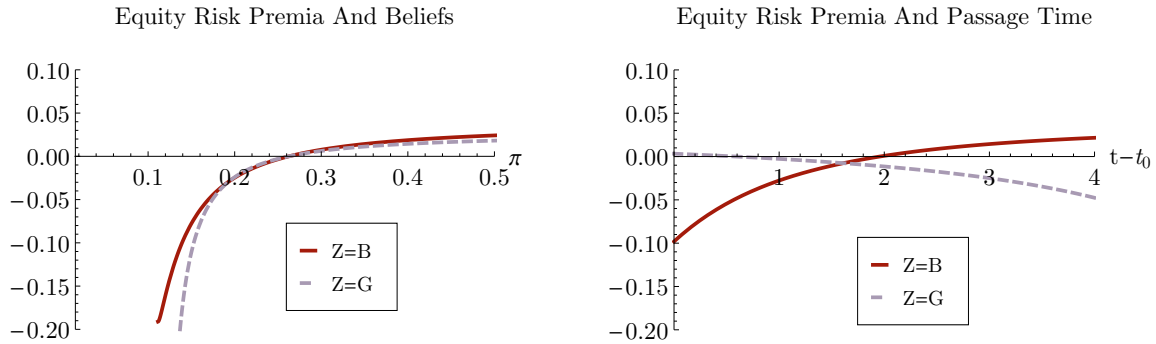 Equity Risk Premia And Beliefs
0.10
0.05
0.00
−0.05
−0.10
−0.15
−0.20
0.1 0.2 0.3 0.4 0.5
π
Z=B
Z=G
Equity Risk Premia And Passage Time
0.10
0.05
0.00
−0.05
−0.10
−0.15
−0.20
1 2 3 4
t−t₀
Z=B
Z=G